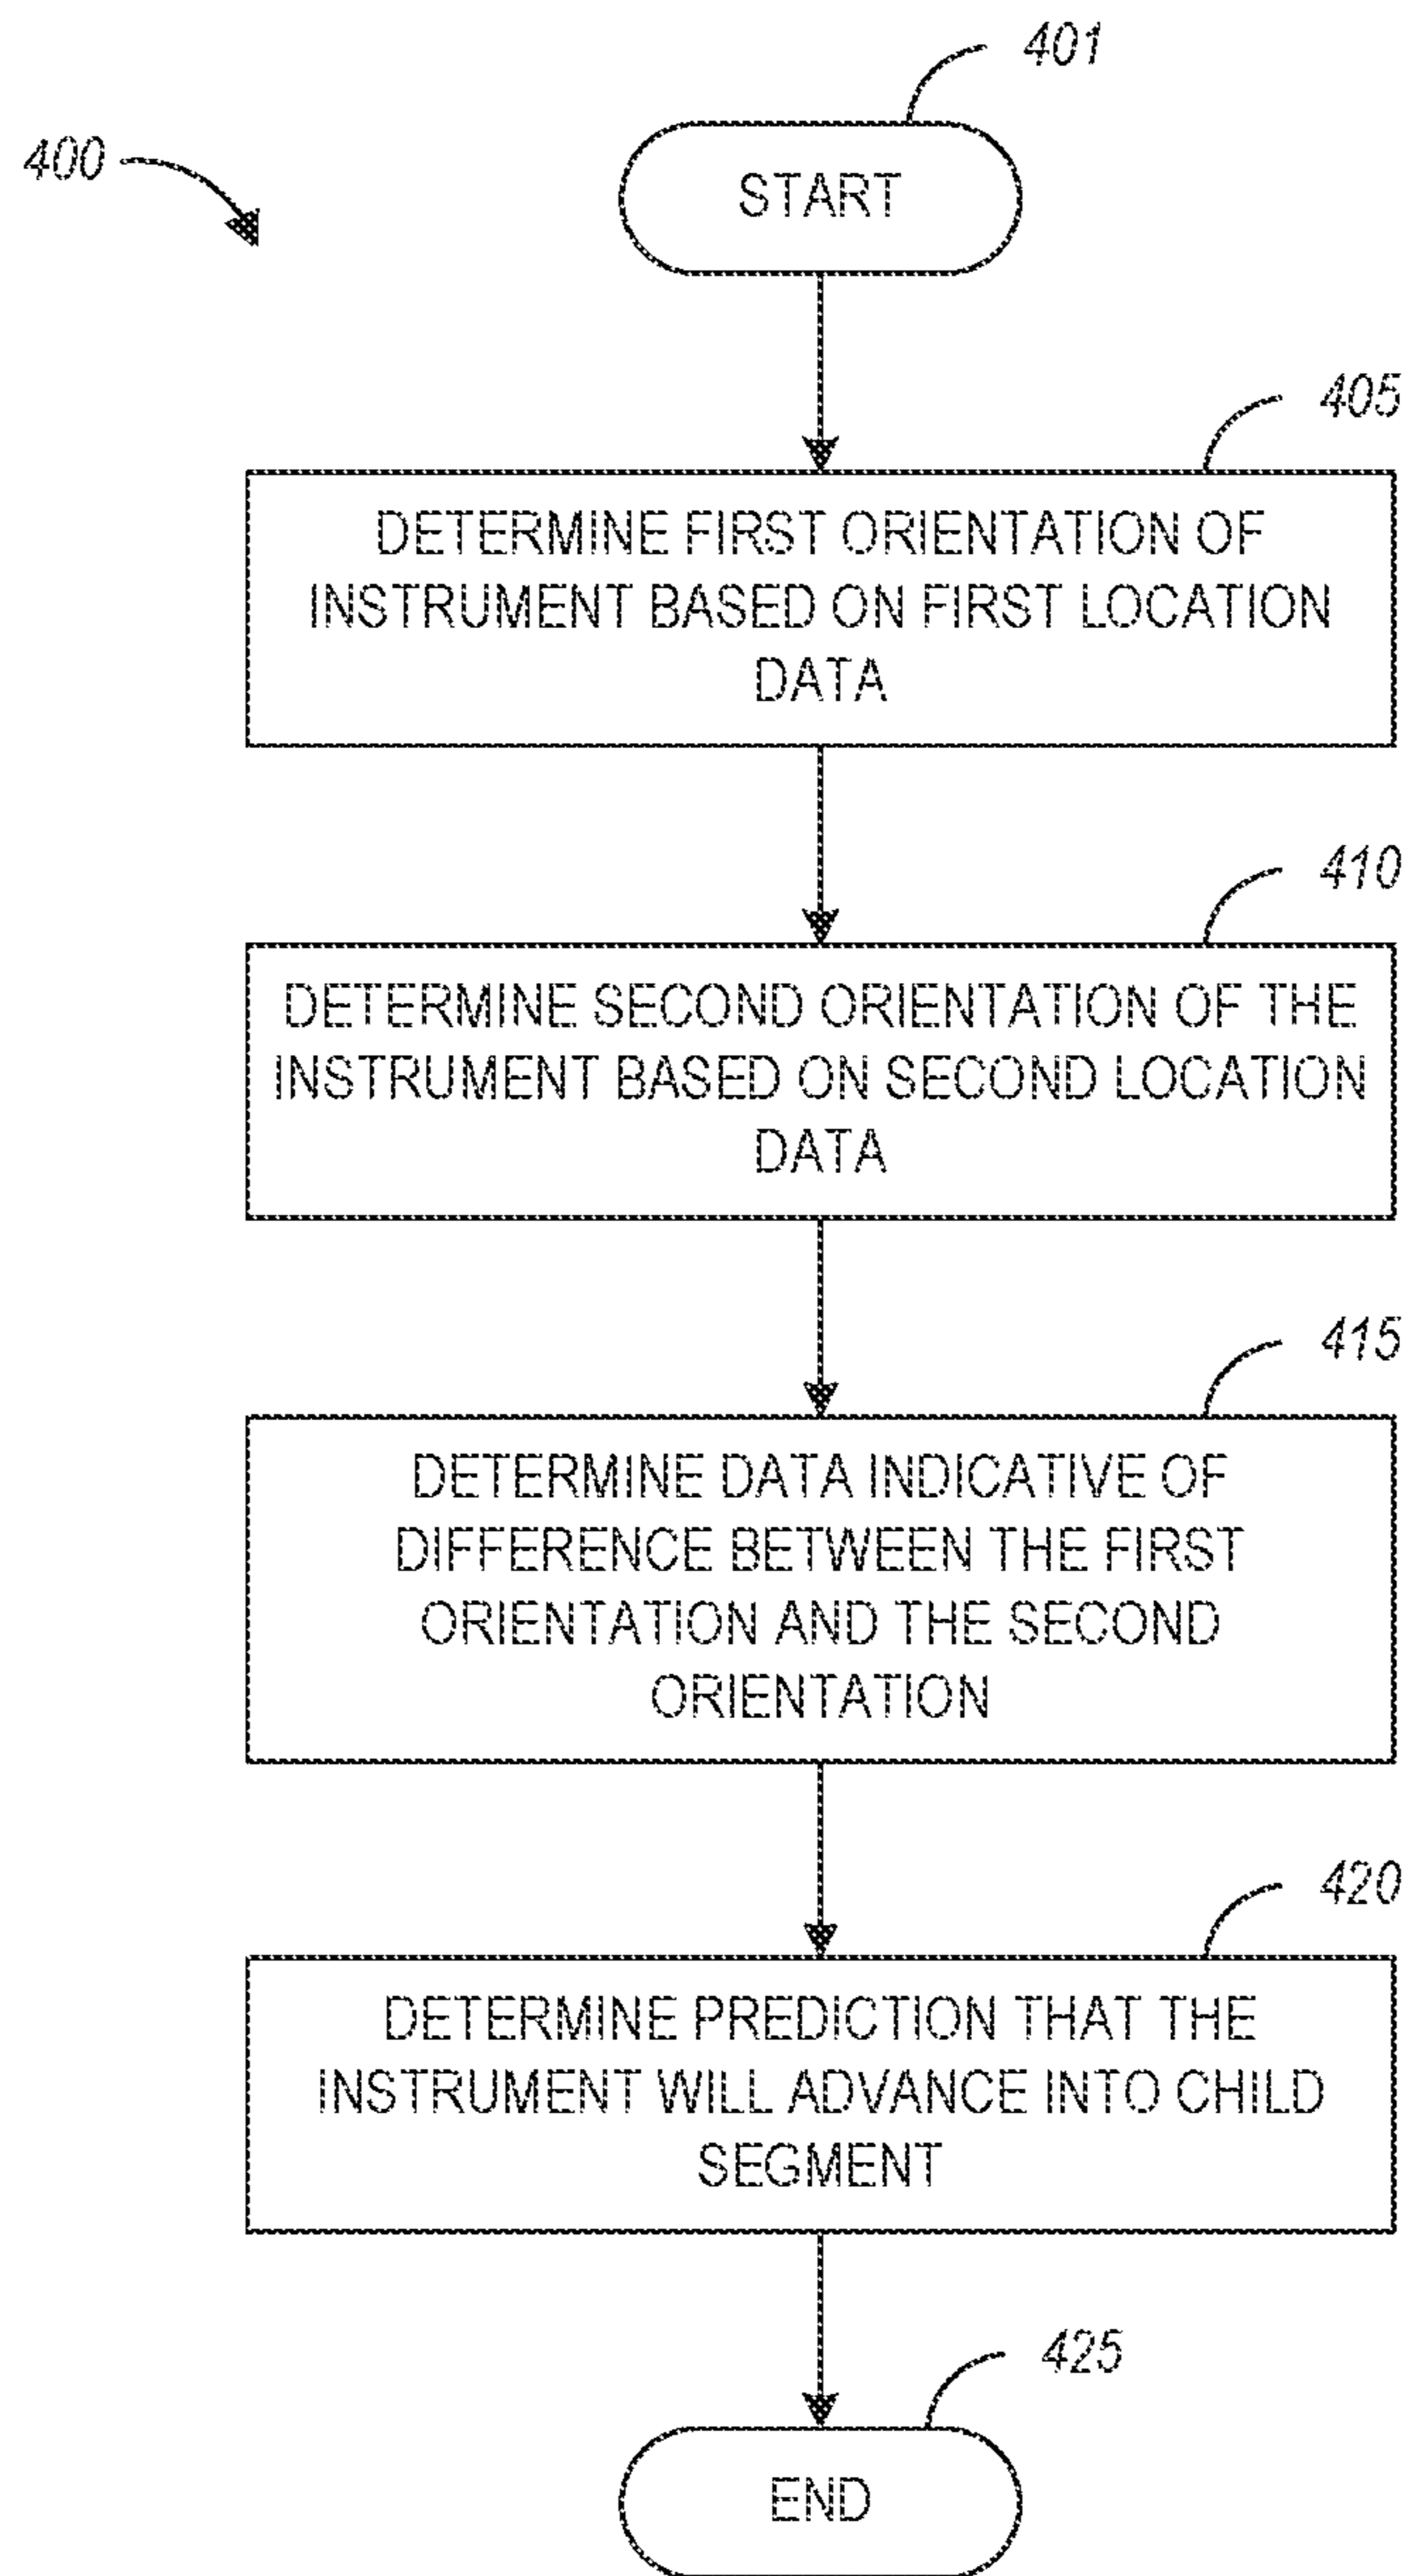 401
400
START
405
DETERMINE FIRST ORIENTATION OF
INSTRUMENT BASED ON FIRST LOCATION
DATA
410
DETERMINE SECOND ORIENTATION OF THE
INSTRUMENT BASED ON SECOND LOCATION
DATA
415
DETERMINE DATA INDICATIVE OF
DIFFERENCE BETWEEN THE FIRST
ORIENTATION AND THE SECOND
ORIENTATION
420
DETERMINE PREDICTION THAT THE
INSTRUMENT WILL ADVANCE INTO CHILD
SEGMENT
425
END